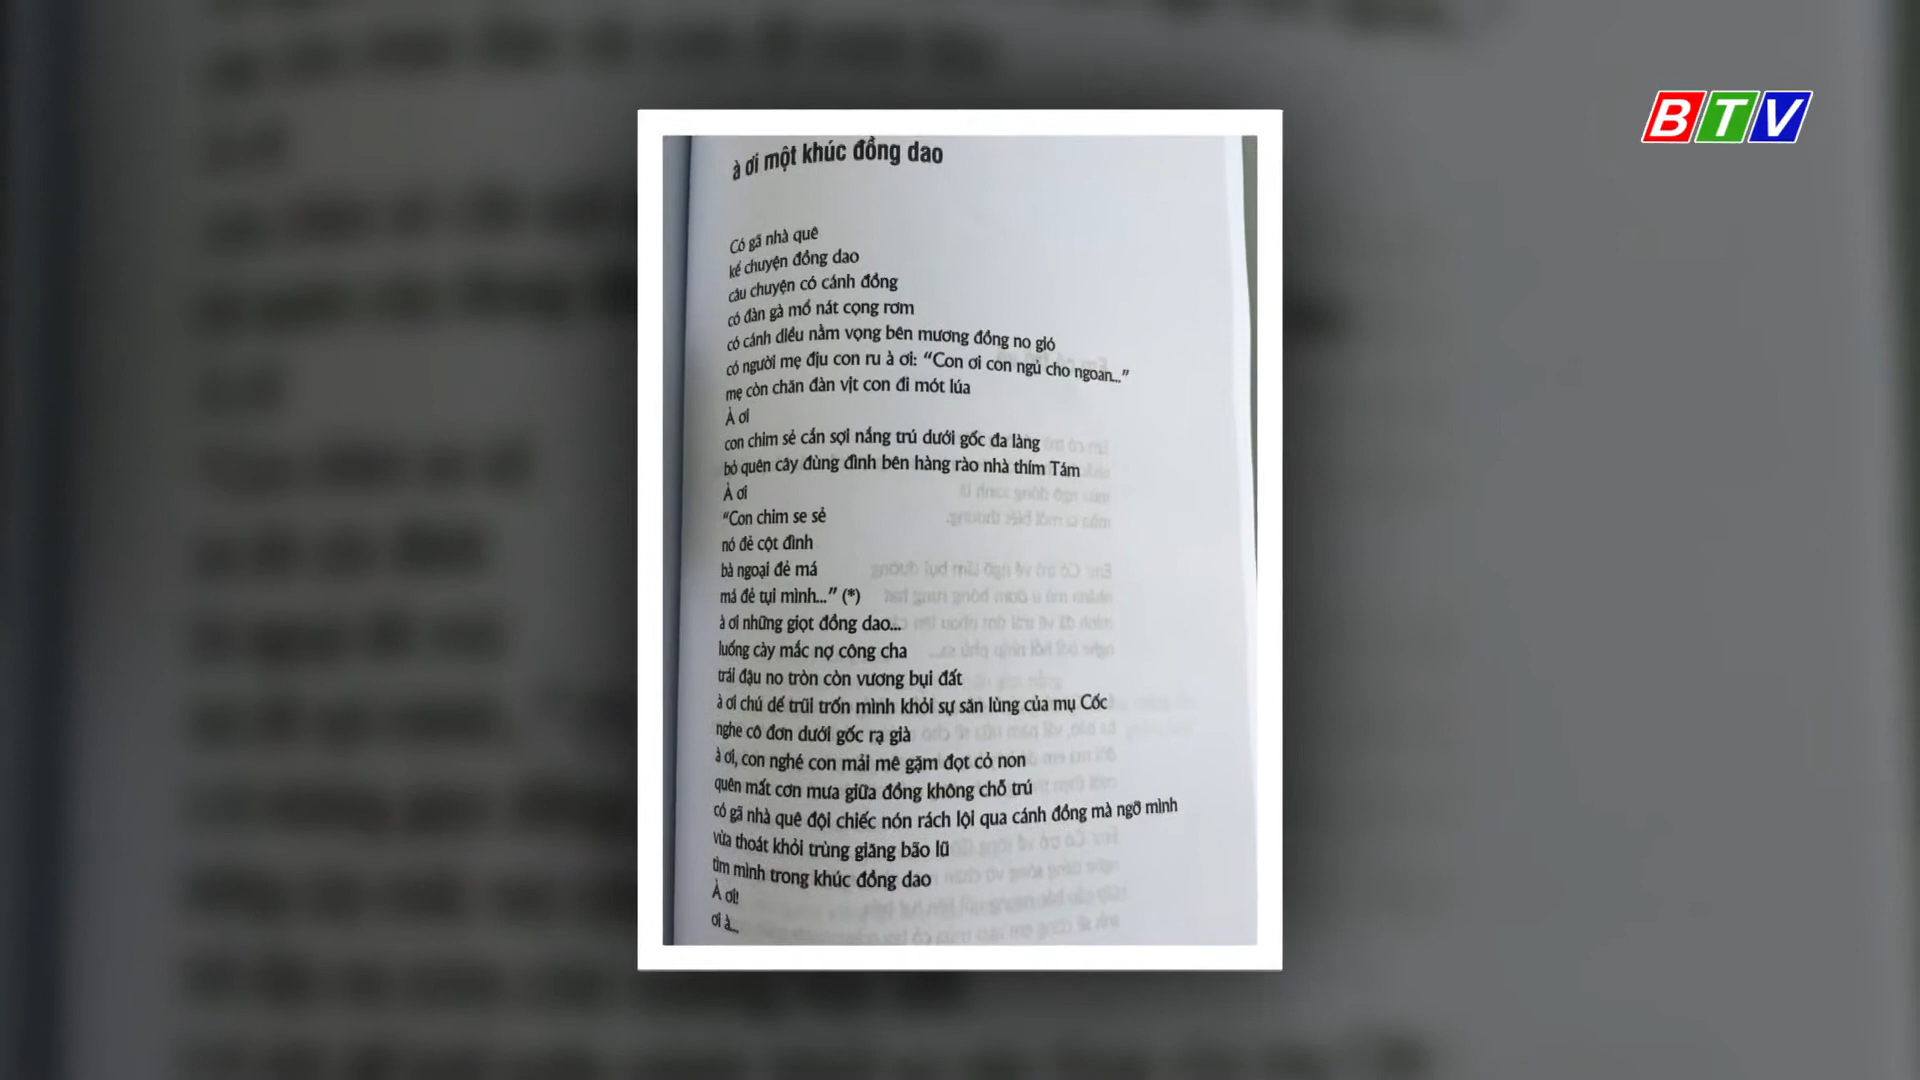 BTV
à ơi một khúc đồng dao
Có gã nhà quê
kể chuyện đồng dao
câu chuyện có cánh đồng
có đàn gà mổ nát cọng rơm
có cánh diều nằm vọng bên mương đồng no gió
có người mẹ địu con ru à ơi: “Con ơi con ngủ cho ngoan...”
mẹ còn chăn đàn vịt con đi mót lúa
À ơi
con chim sẻ cắn sợi nắng trú dưới gốc đa làng
bỏ quên cây đùng đình bên hàng rào nhà thím Tám
À ơi
“Con chim se sẻ
nó đẻ cột đình
bà ngoại đẻ má
má đẻ tụi mình...” (*)
à ơi những giọt đồng dao...
luống cày mắc nợ công cha
trái đậu no tròn còn vương bụi đất
à ơi chú dế trũi trốn mình khỏi sự săn lùng của mụ Cốc
nghe cô đơn dưới gốc rạ già
à ơi, con nghé con mải mê gặm đọt cỏ non
quên mất cơn mưa giữa đồng không chỗ trú
có gã nhà quê đội chiếc nón rách lội qua cánh đồng mà ngỡ mình
vừa thoát khỏi trùng giăng bão lũ
tìm mình trong khúc đồng dao
À ơi!
ơi à...